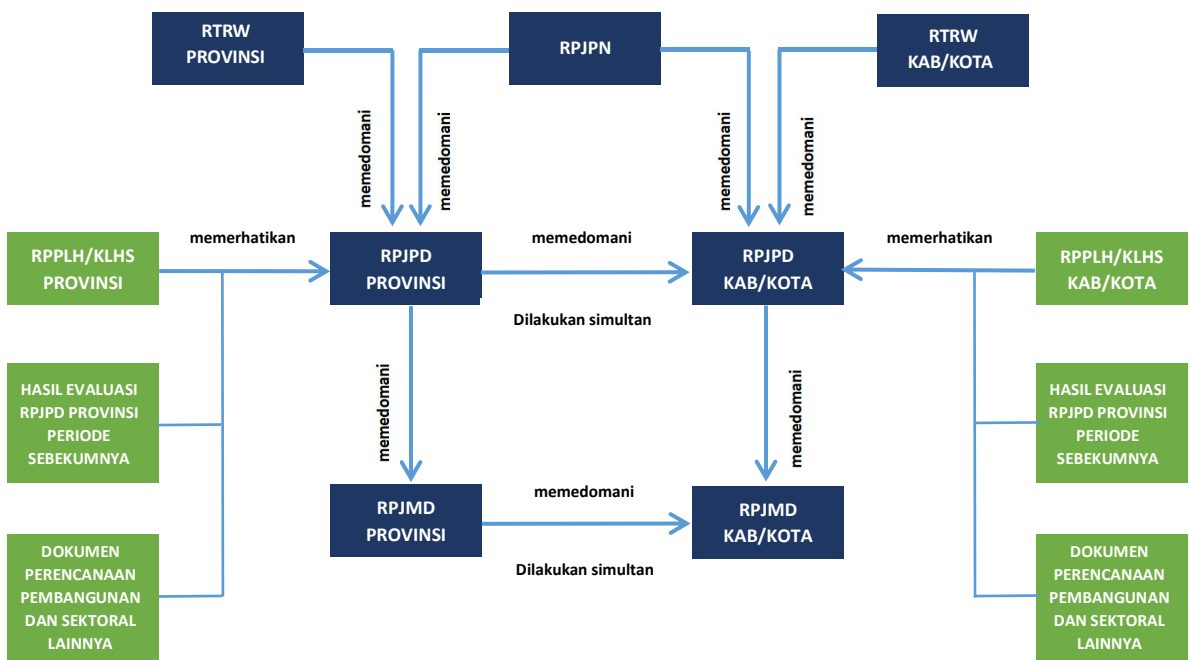 RTRW
PROVINSI
RPJPN
RTRW
KAB/KOTA
memedomani
memedomani
memedomani
memedomani
RPPLH/KLHS
PROVINSI
memerhatikan
RPJPD
PROVINSI
memedomani
Dilakukan simultan
RPJPD
KAB/KOTA
memerhatikan
RPPLH/KLHS
KAB/KOTA
HASIL EVALUASI
RPJPD PROVINSI
PERIODE
SEBEKUMNYA
memedomani
memedomani
HASIL EVALUASI
RPJPD PROVINSI
PERIODE
SEBEKUMNYA
RPJMD
PROVINSI
memedomani
Dilakukan simultan
RPJMD
KAB/KOTA
DOKUMEN
PERENCANAAN
PEMBANGUNAN
DAN SEKTORAL
LAINNYA
DOKUMEN
PERENCANAAN
PEMBANGUNAN
DAN SEKTORAL
LAINNYA